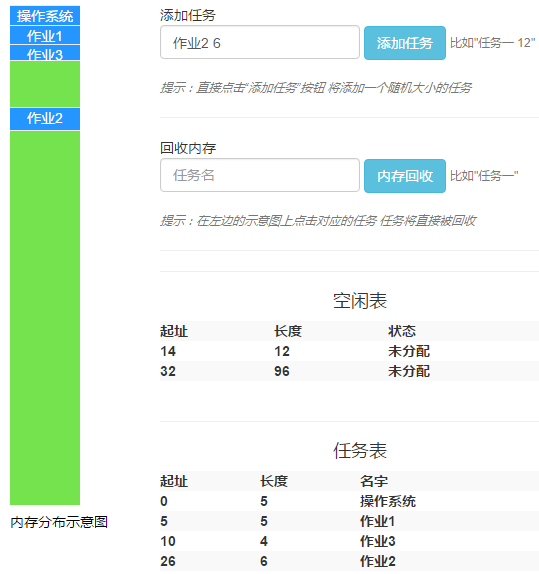 操作系统
作业1
作业3
作业2
内存分布示意图
添加任务
作业2 6
添加任务
比如"任务一 12"
提示：直接点击"添加任务"按钮 将添加一个随机大小的任务
回收内存
任务名
内存回收
比如"任务一"
提示：在左边的示意图上点击对应的任务 任务将直接被回收
空闲表
起址 长度 状态
14 12 未分配
32 96 未分配
任务表
起址 长度 名字
0 5 操作系统
5 5 作业1
10 4 作业3
26 6 作业2